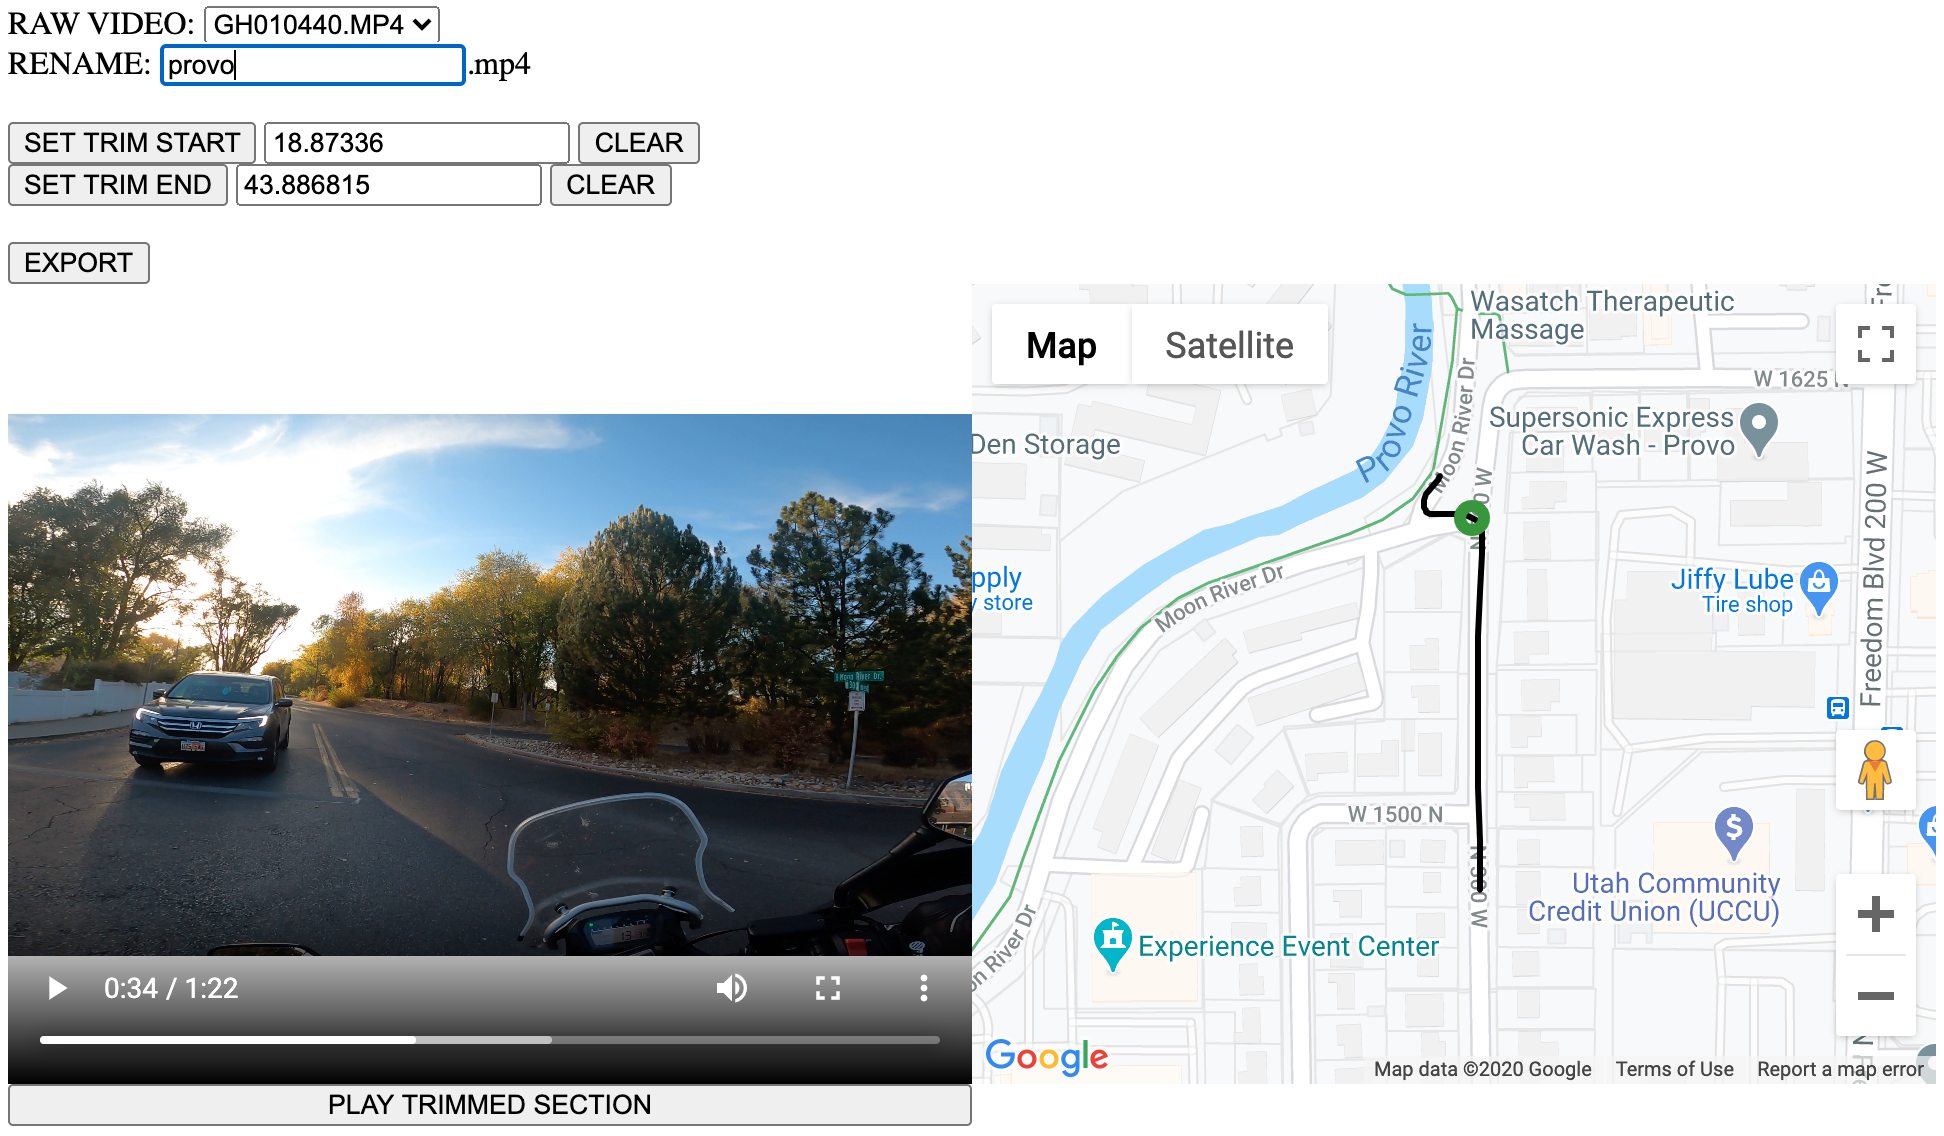 RAW VIDEO: GH010440.MP4
RENAME: provo .mp4
SET TRIM START 18.87336 CLEAR
SET TRIM END 43.886815 CLEAR
EXPORT
Map Satellite
Wasatch Therapeutic
Massage
Provo River
Moon River Dr
W 1625 N
Supersonic Express
Car Wash - Provo
Den Storage
Jiffy Lube
Tire shop
pply
y store
Moon River Dr
Freedom Blvd 200 W
W 1500 N
Utah Community
Credit Union (UCCU)
Experience Event Center
on River Dr
Moon River Dr.
0:34 / 1:22
Google
Map data ©2020 Google Terms of Use Report a map error
PLAY TRIMMED SECTION